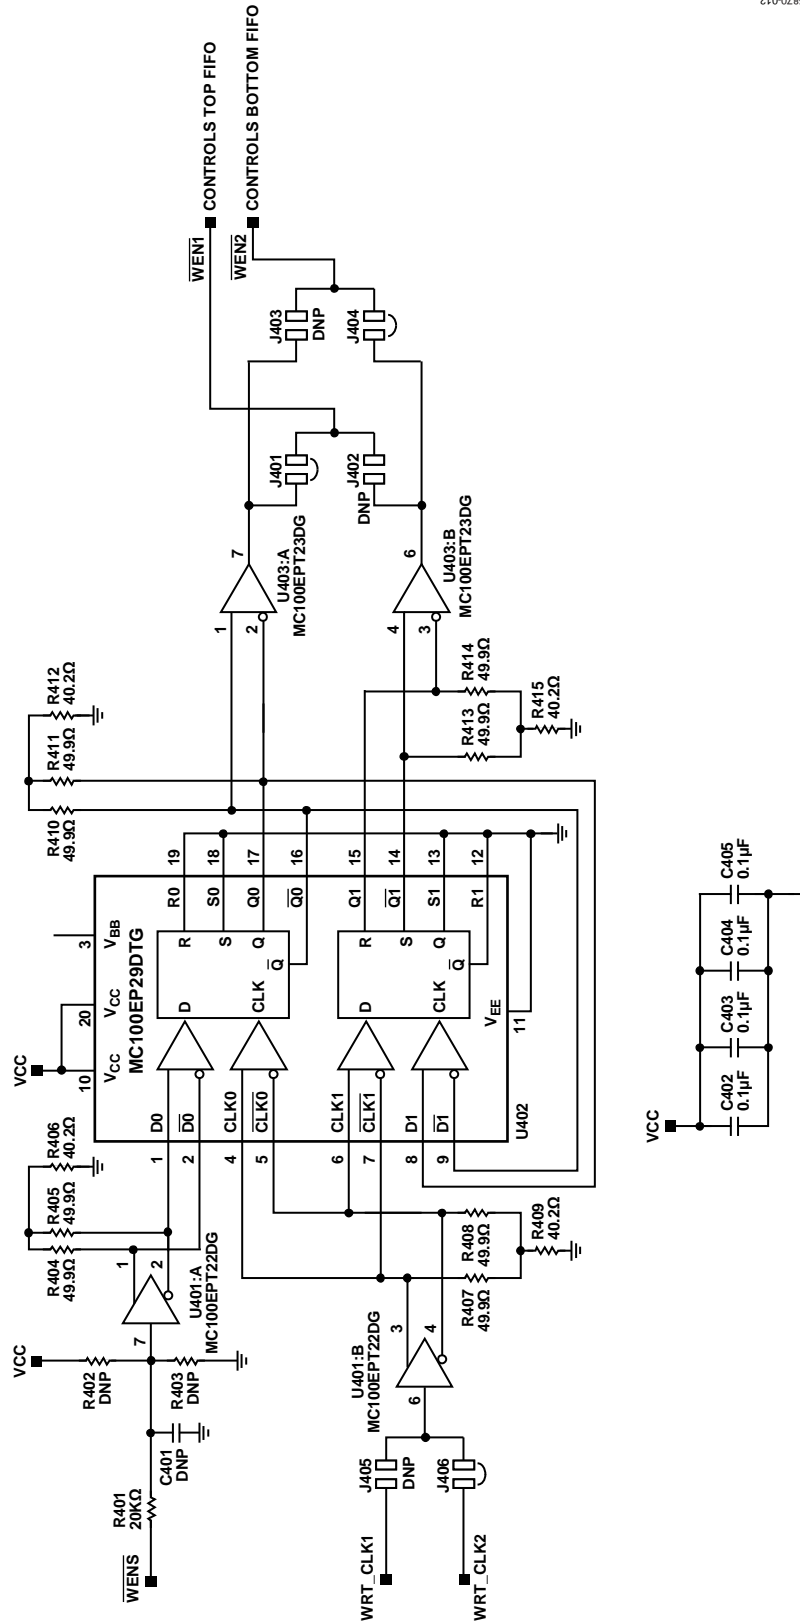 CONTROLS TOP FIFO
CONTROLS BOTTOM FIFO
WEN1
WEN2
J403
DNP
J404
J401
J402
DNP
7
U403:A
MC100EPT23DG
1
2
6
U403:B
MC100EPT23DG
4
3
R412
40.2Ω
R411
49.9Ω
R410
49.9Ω
R414
49.9Ω
R413
49.9Ω
R415
40.2Ω
19
18
17
16
15
14
13
12
R0
S0
Q0
Q0
Q1
Q1
S1
R1
3
VBB
20
VCC
10
VCC
VCC
MC100EP29DTG
R
S
Q
Q
D
CLK
R
S
Q
Q
D
CLK
VEE
11
U402
D0
D0
CLK0
CLK0
CLK1
CLK1
D1
D1
1
2
4
5
6
7
8
9
R406
40.2Ω
R405
49.9Ω
R404
49.9Ω
1
2
U401:A
MC100EPT22DG
7
R408
49.9Ω
R407
49.9Ω
R409
40.2Ω
3
4
U401:B
MC100EPT22DG
6
VCC
R402
DNP
R403
DNP
C401
DNP
R401
20KΩ
WENS
J405
DNP
J406
WRT_CLK1
WRT_CLK2
VCC
C402
0.1µF
C403
0.1µF
C404
0.1µF
C405
0.1µF